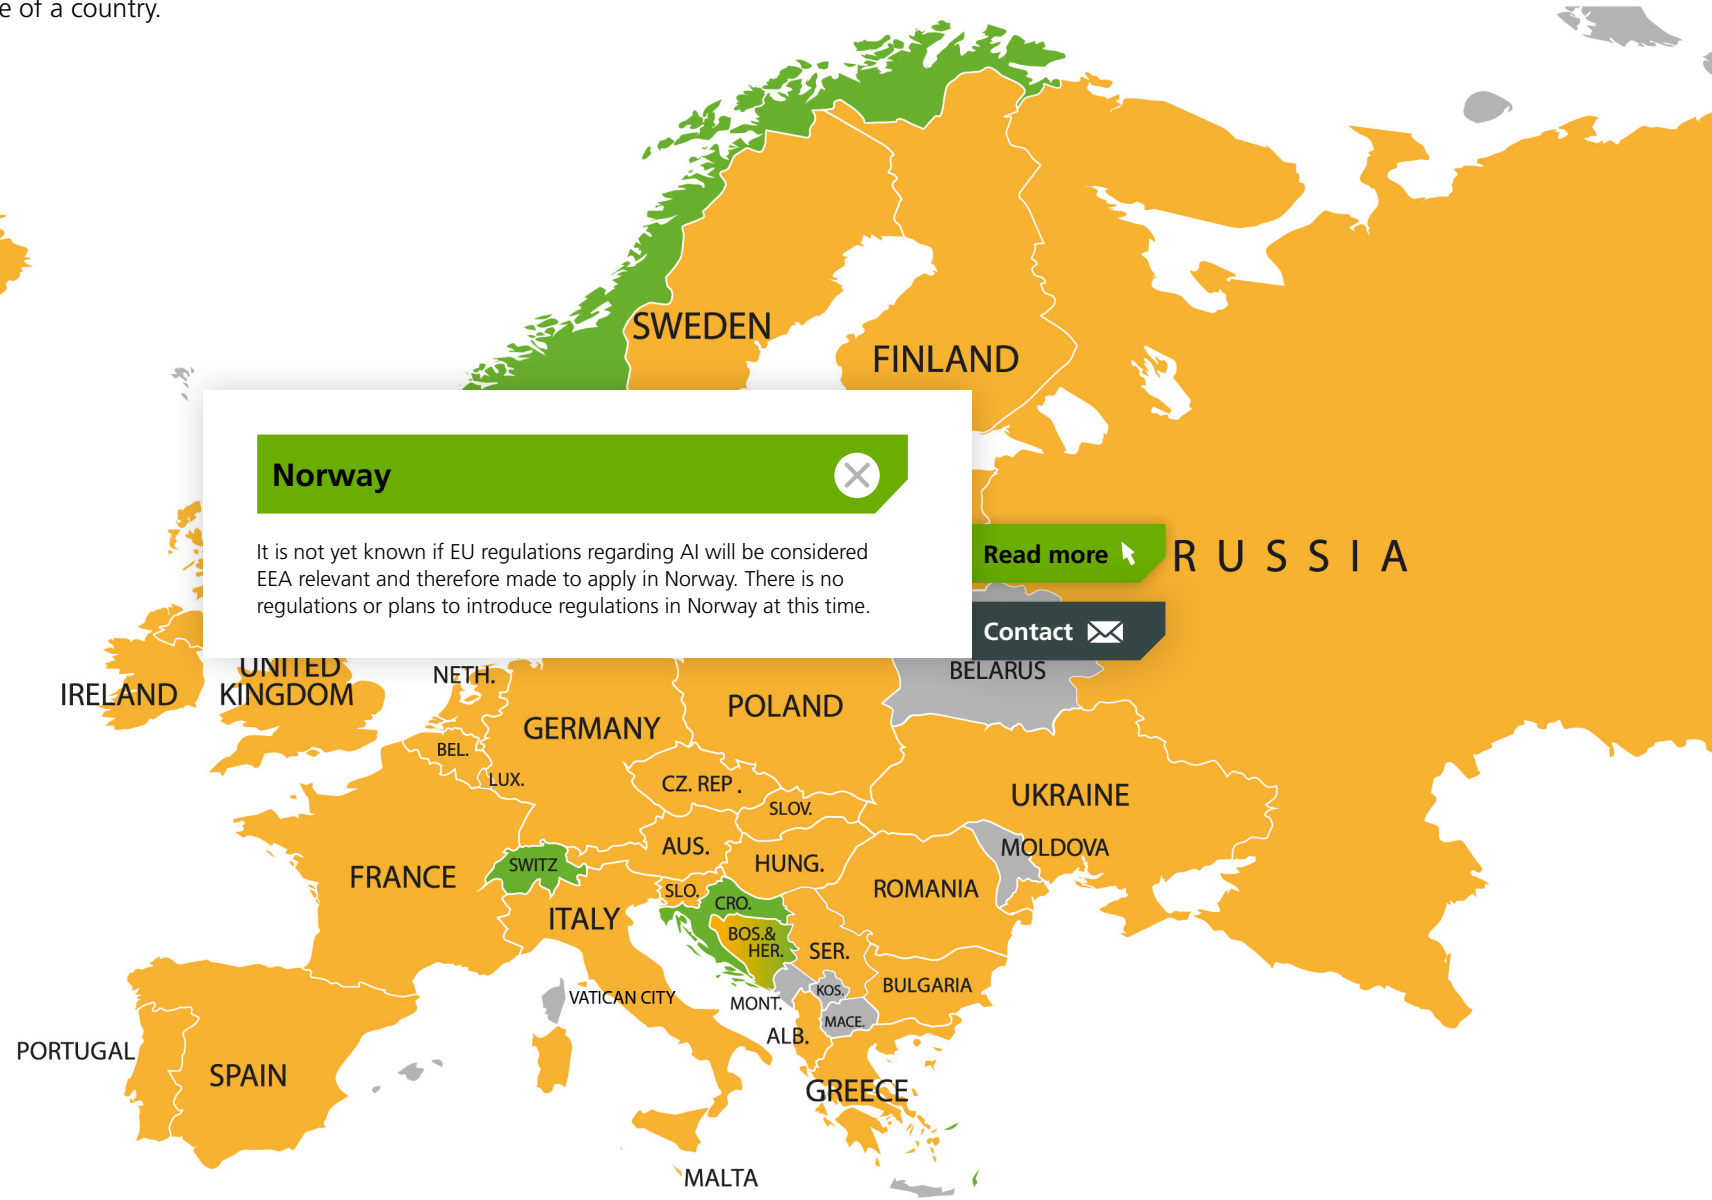 e of a country.
SWEDEN
FINLAND
Norway
It is not yet known if EU regulations regarding AI will be considered
EEA relevant and therefore made to apply in Norway. There is no
regulations or plans to introduce regulations in Norway at this time.
Read more
RUSSIA
Contact
BELARUS
UNITED
KINGDOM
IRELAND
NETH.
POLAND
GERMANY
BEL.
LUX.
CZ. REP.
SLOV.
UKRAINE
AUS.
MOLDOVA
HUNG.
SWITZ
FRANCE
ROMANIA
SLO.
CRO.
ITALY
BOS.&
HER.
SER.
BULGARIA
KOS.
VATICAN CITY
MONT.
MACE.
ALB.
PORTUGAL
SPAIN
GREECE
MALTA